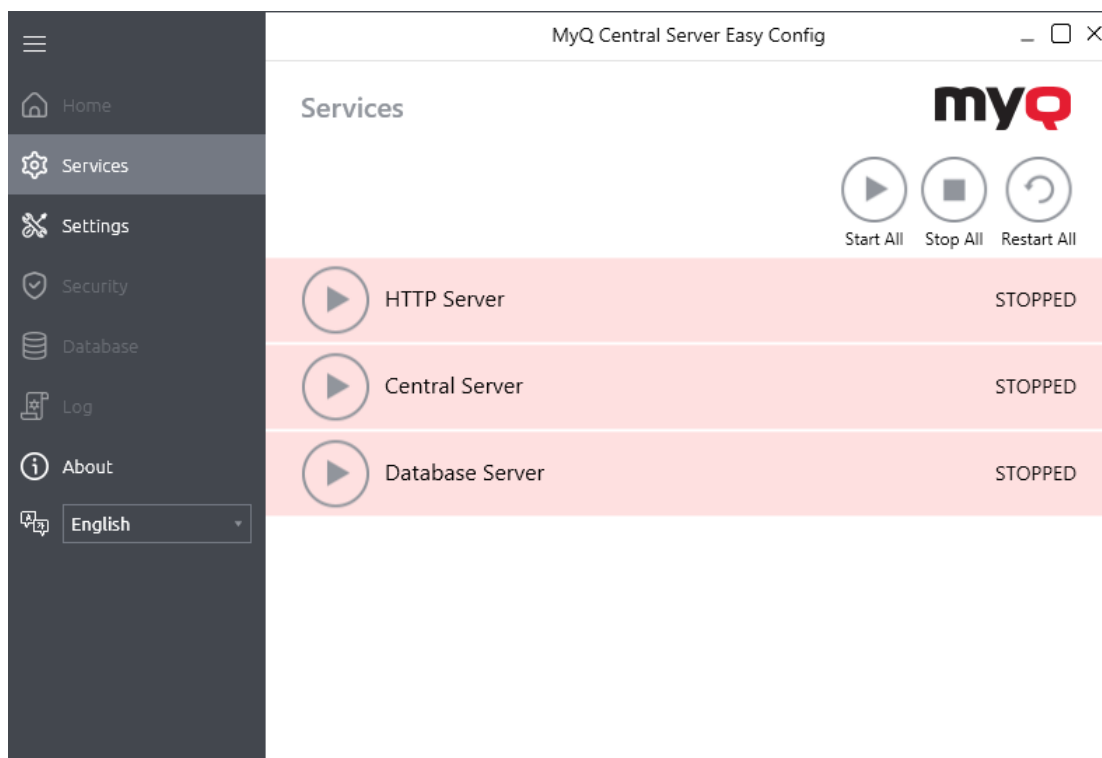 MyQ Central Server Easy Config
Home
Services
Settings
Security
Database
Log
About
English
Services
myQ
Start All
Stop All
Restart All
HTTP Server STOPPED
Central Server STOPPED
Database Server STOPPED